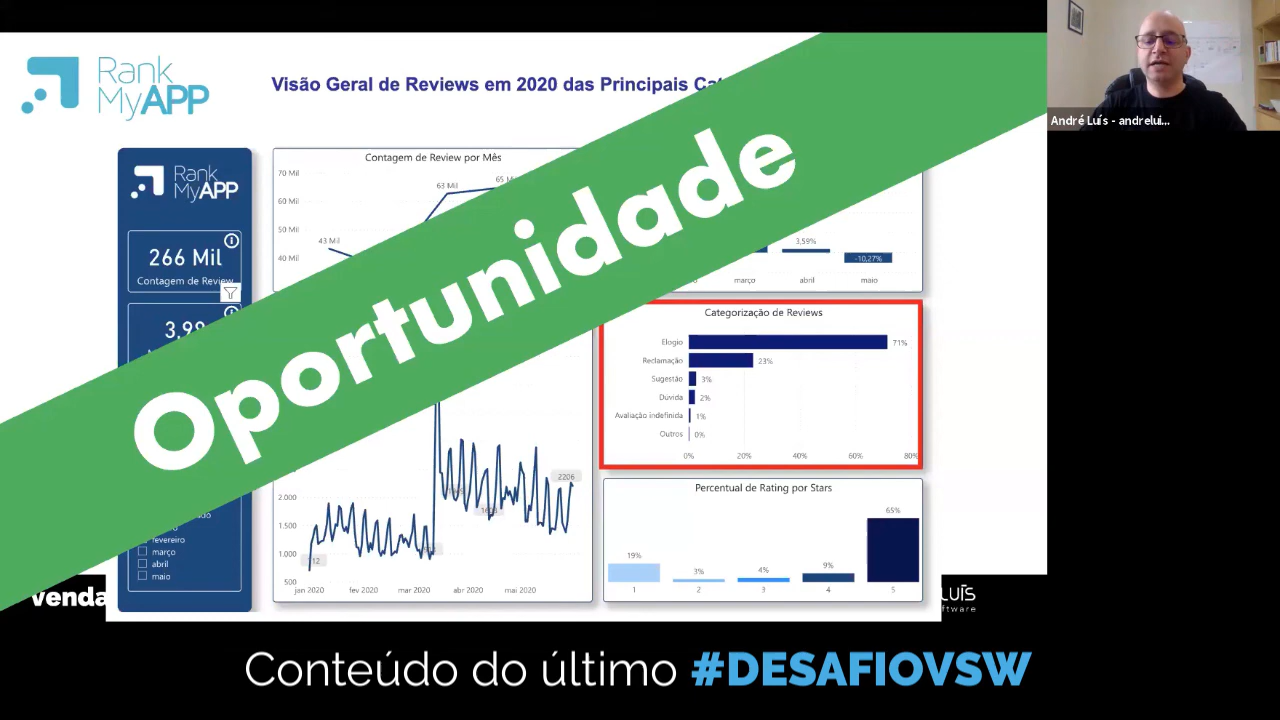 Rank
MyAPP
Visão Geral de Reviews em 2020 das Principais
André Luís - andrelui...
Oportunidade
Rank
MyAPP
266 Mil
Contagem de Review
Contagem de Review por Mês
70 Mil
60 Mil
50 Mil
40 Mil
43 Mil
63 Mil
3,59%
-10,27%
março
abril
maio
Categorização de Reviews
Elogio
71%
Reclamação
23%
Sugestão
3%
Dúvida
2%
Avaliação indefinida
1%
Outros
0%
0%
20%
40%
60%
80%
fevereiro
março
abril
maio
2.000
1.500
1.000
500
2206
jan 2020
fev 2020
mar 2020
abr 2020
mai 2020
Percentual de Rating por Stars
19%
3%
4%
9%
65%
1
2
3
4
5
Conteúdo do último #DESAFIOVSW